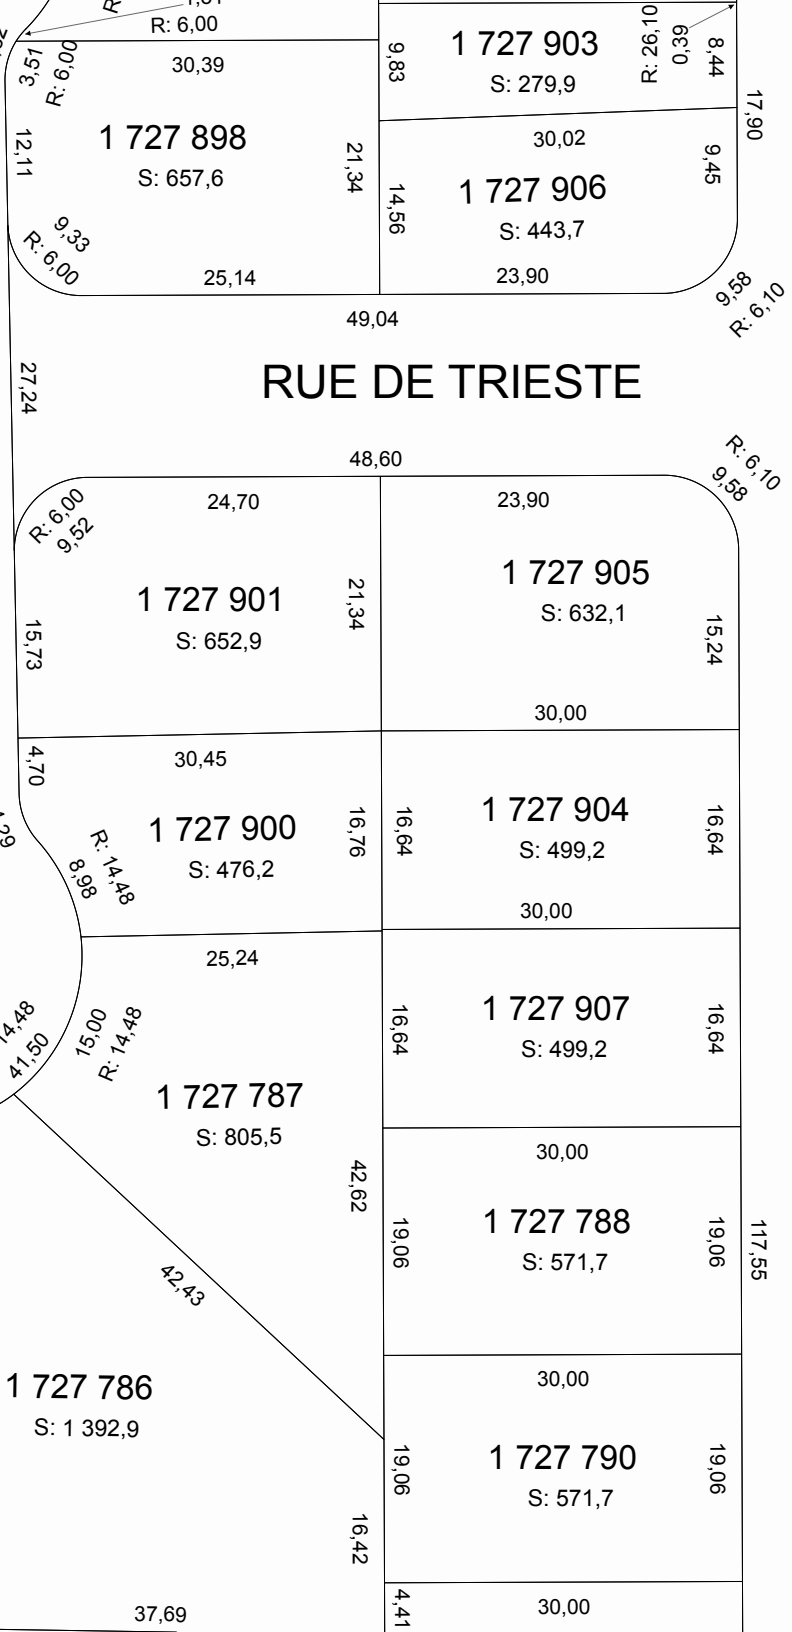 R: 6,00
30,39
3,51
R: 6,00
12,11
1 727 898
S: 657,6
21,34
9,33
R: 6,00
25,14
9,83
1 727 903
S: 279,9
R: 26,10
0,39
8,44
17,90
30,02
9,45
14,56
1 727 906
S: 443,7
23,90
9,58
R: 6,10
49,04
27,24
RUE DE TRIESTE
48,60
R: 6,10
9,58
R: 6,00
9,52
24,70
23,90
1 727 901
S: 652,9
21,34
15,73
1 727 905
S: 632,1
15,24
30,00
4,70
30,45
1 727 900
S: 476,2
16,76
R: 14,48
8,98
16,64
1 727 904
S: 499,2
16,64
30,00
25,24
15,00
R: 14,48
41,50
16,64
1 727 907
S: 499,2
16,64
1 727 787
S: 805,5
42,62
30,00
19,06
1 727 788
S: 571,7
19,06
117,55
42,43
30,00
1 727 786
S: 1 392,9
19,06
1 727 790
S: 571,7
19,06
16,42
37,69
4,41
30,00